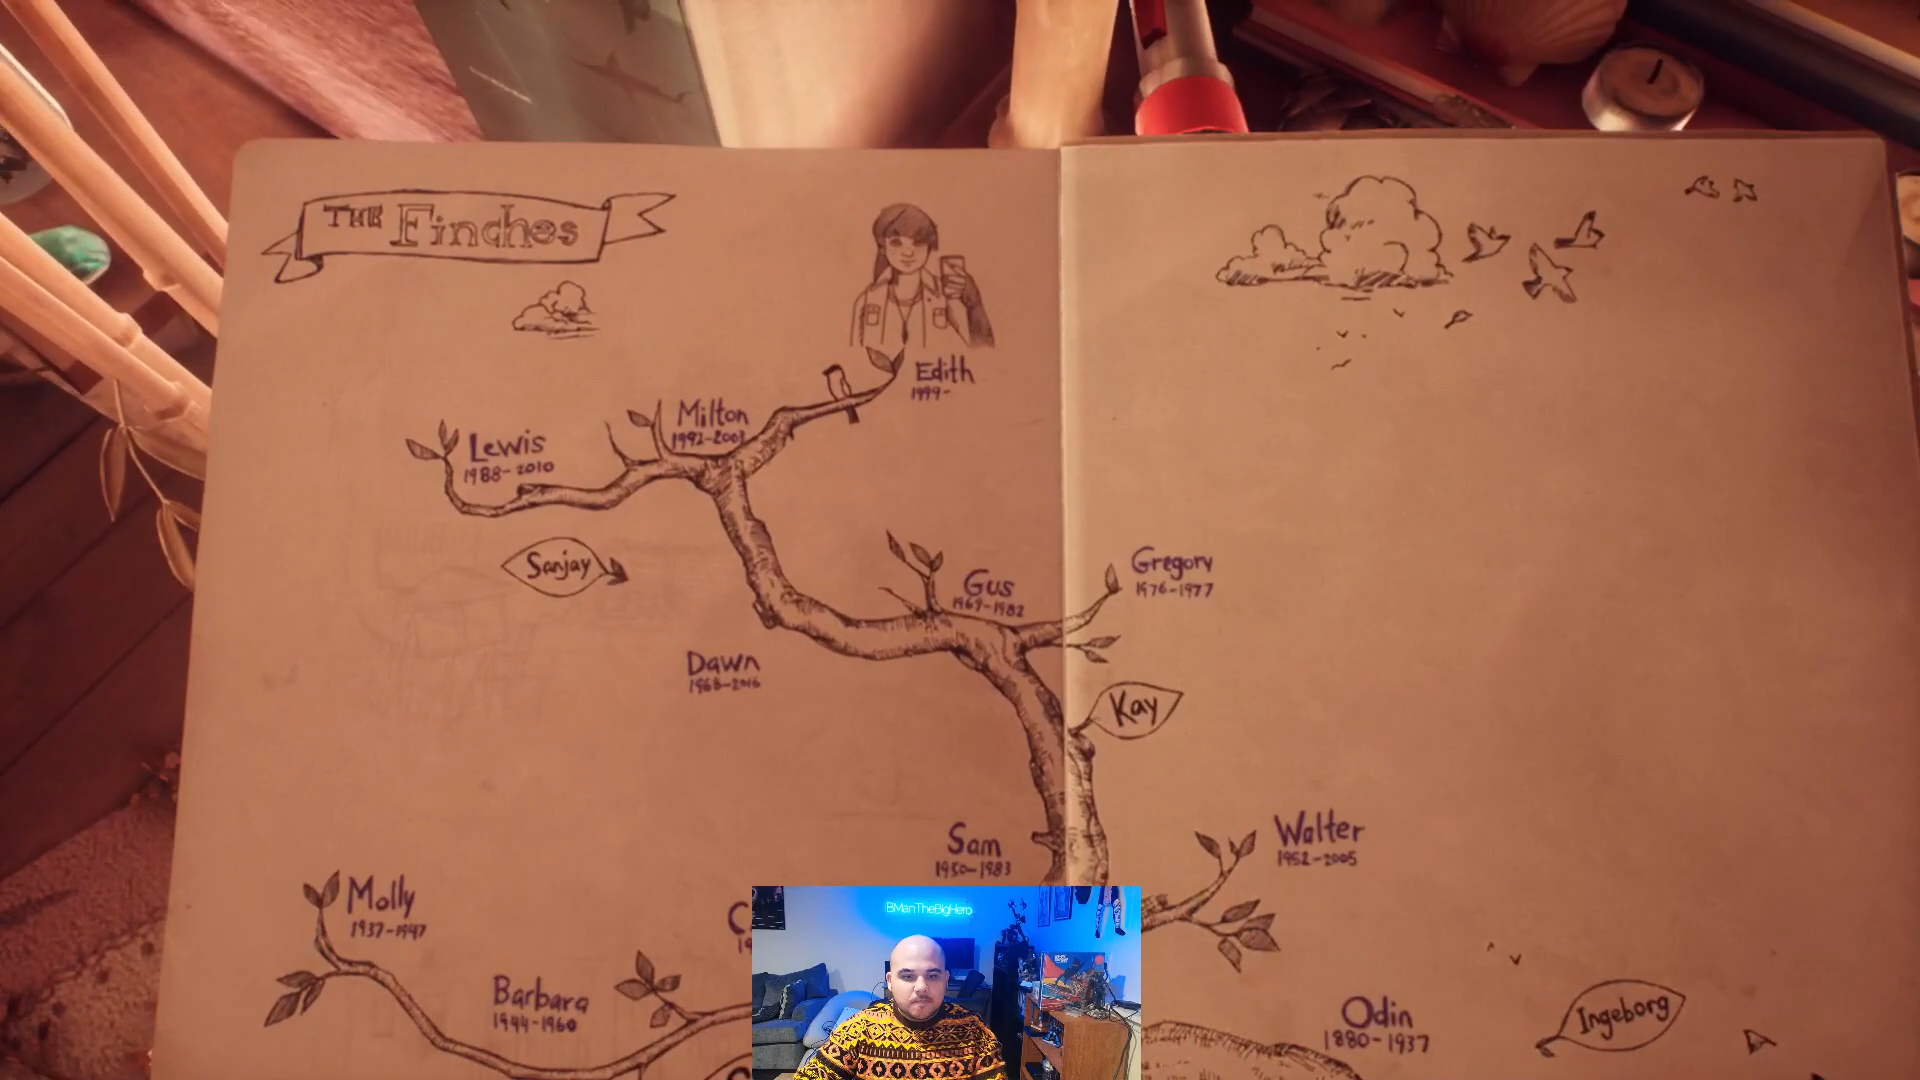 THE Finches
Edith
1999-
Milton
1992-2003
Lewis
1988-2010
Sanjay
Gregory
1976-1977
Gus
1969-1982
Dawn
1968-2016
Kay
Sam
1950-1983
Walter
1952-2005
Molly
1937-1947
Barbara
1944-1960
Odin
1880-1937
Ingeborg
BManTheBigHero